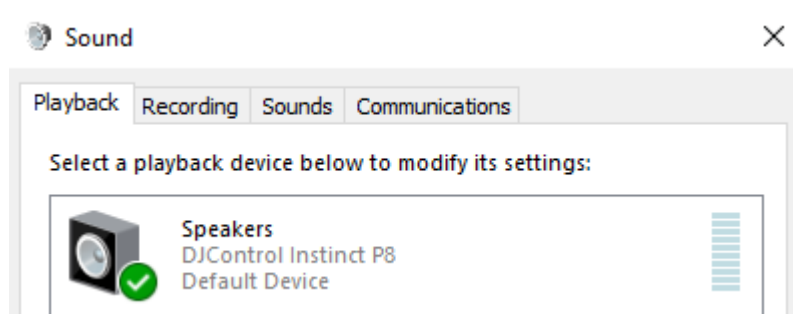 Sound
Playback Recording Sounds Communications
Select a playback device below to modify its settings:
Speakers
DJControl Instinct P8
Default Device